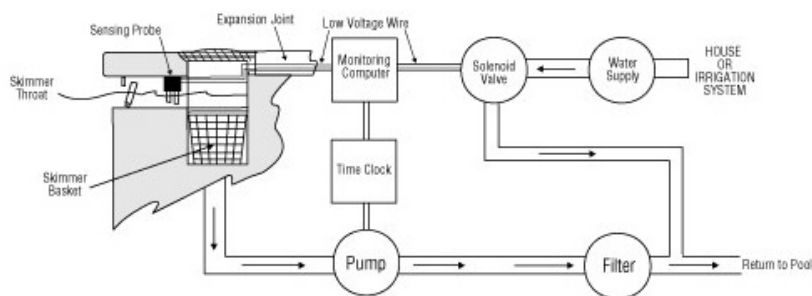 Expansion Joint
Low Voltage Wire
Sensing Probe
Skimmer
Throat
Monitoring
Computer
Solenoid
Valve
Water
Supply
HOUSE
OR
IRRIGATION
SYSTEM
Time Clock
Skimmer
Basket
Pump
Filter
Return to Pool